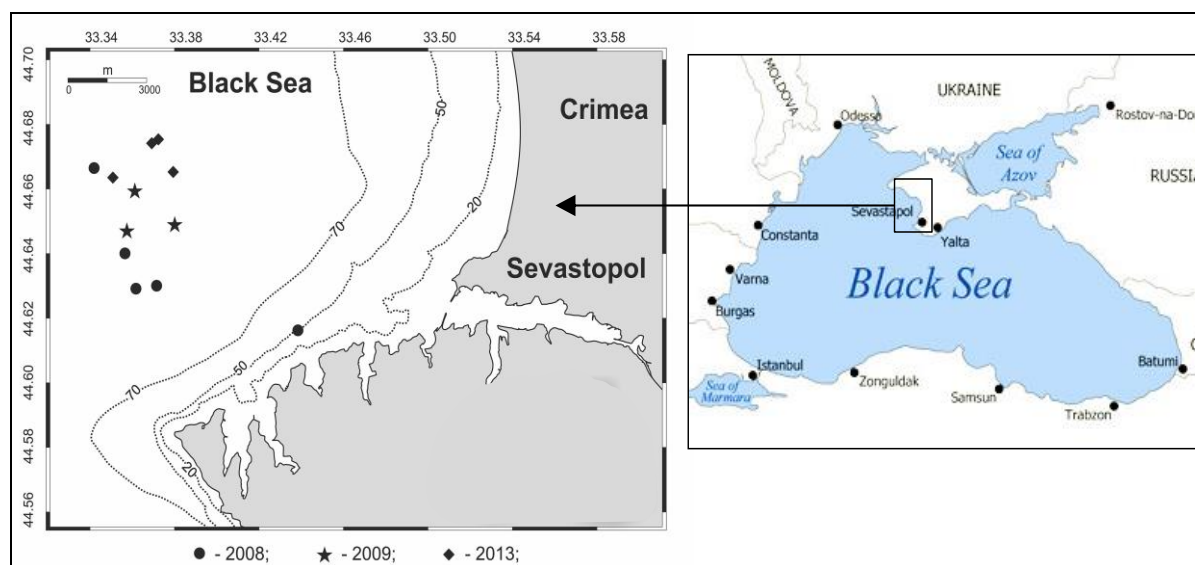 33.34 33.38 33.42 33.46 33.50 33.54 33.58
44.70
44.68
44.66
44.64
44.62
44.60
44.58
44.56
m
0 3000
Black Sea
Crimea
Sevastopol
70
50
20
70
50
70
50
20
- 2008; - 2009; - 2013;
MOLDOVA
UKRAINE
Odessa
Rostov-na-Do
Sea of
Azov
RUSSIA
Sevastapol
Yalta
Constanta
Varna
Burgas
Black Sea
Istanbul
Sea of
Marmara
Zonguldak
Samsun
Trabzon
Batumi